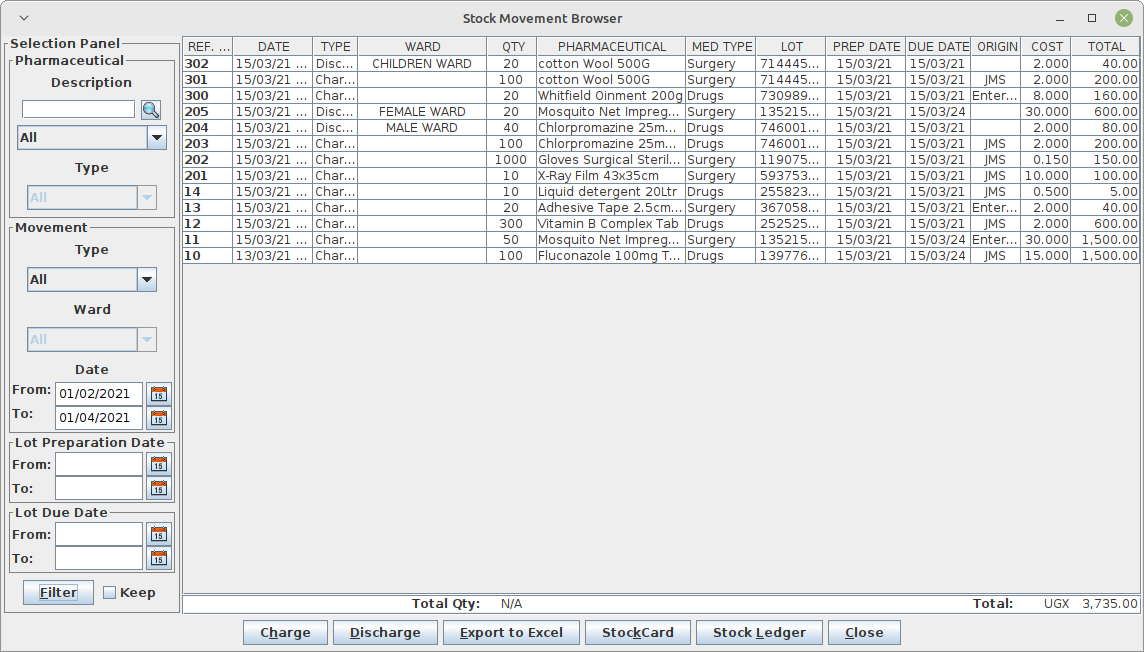 Stock Movement Browser
Selection Panel
Pharmaceutical
Description
All
Type
All
Movement
Type
All
Ward
All
Date
From: 01/02/2021
To: 01/04/2021
Lot Preparation Date
From:
To:
Lot Due Date
From:
To:
Filter Keep
REF. ... DATE TYPE WARD QTY PHARMACEUTICAL MED TYPE LOT PREP DATE DUE DATE ORIGIN COST TOTAL
302 15/03/21 ... Disc... CHILDREN WARD 20 cotton Wool 500G Surgery 714445... 15/03/21 15/03/21 2.000 40.00
301 15/03/21 ... Char... 100 cotton Wool 500G Surgery 714445... 15/03/21 15/03/21 JMS 2.000 200.00
300 15/03/21 ... Char... 20 Whitfield Oinment 200g Drugs 730989... 15/03/21 15/03/21 Enter... 8.000 160.00
205 15/03/21 ... Disc... FEMALE WARD 20 Mosquito Net Impreg... Surgery 135215... 15/03/21 15/03/24 30.000 600.00
204 15/03/21 ... Disc... MALE WARD 40 Chlorpromazine 25m... Drugs 746001... 15/03/21 15/03/21 2.000 80.00
203 15/03/21 ... Char... 100 Chlorpromazine 25m... Drugs 746001... 15/03/21 15/03/21 JMS 2.000 200.00
202 15/03/21 ... Char... 1000 Gloves Surgical Steril... Surgery 119075... 15/03/21 15/03/21 JMS 0.150 150.00
201 15/03/21 ... Char... 10 X-Ray Film 43x35cm Surgery 593753... 15/03/21 15/03/21 JMS 10.000 100.00
14 15/03/21 ... Char... 10 Liquid detergent 20Ltr Drugs 255823... 15/03/21 15/03/21 JMS 0.500 5.00
13 15/03/21 ... Char... 20 Adhesive Tape 2.5cm... Surgery 367058... 15/03/21 15/03/21 Enter... 2.000 40.00
12 15/03/21 ... Char... 300 Vitamin B Complex Tab Drugs 252525... 15/03/21 15/03/21 JMS 2.000 600.00
11 15/03/21 ... Char... 50 Mosquito Net Impreg... Surgery 135215... 15/03/21 15/03/24 Enter... 30.000 1,500.00
10 13/03/21 ... Char... 100 Fluconazole 100mg T... Drugs 139776... 15/03/21 15/03/24 JMS 15.000 1,500.00
Total Qty: N/A Total: UGX 3,735.00
Charge Discharge Export to Excel StockCard Stock Ledger Close